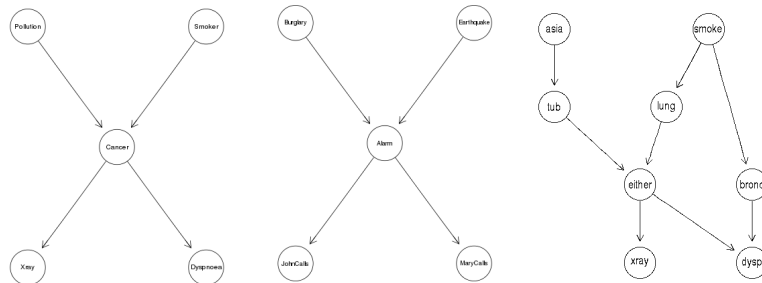 Pollution
Smoker
Cancer
Xray
Dyspnoea
Burglary
Earthquake
Alarm
JohnCalls
MaryCalls
asia
smoke
tub
lung
either
bronc
xray
dysp